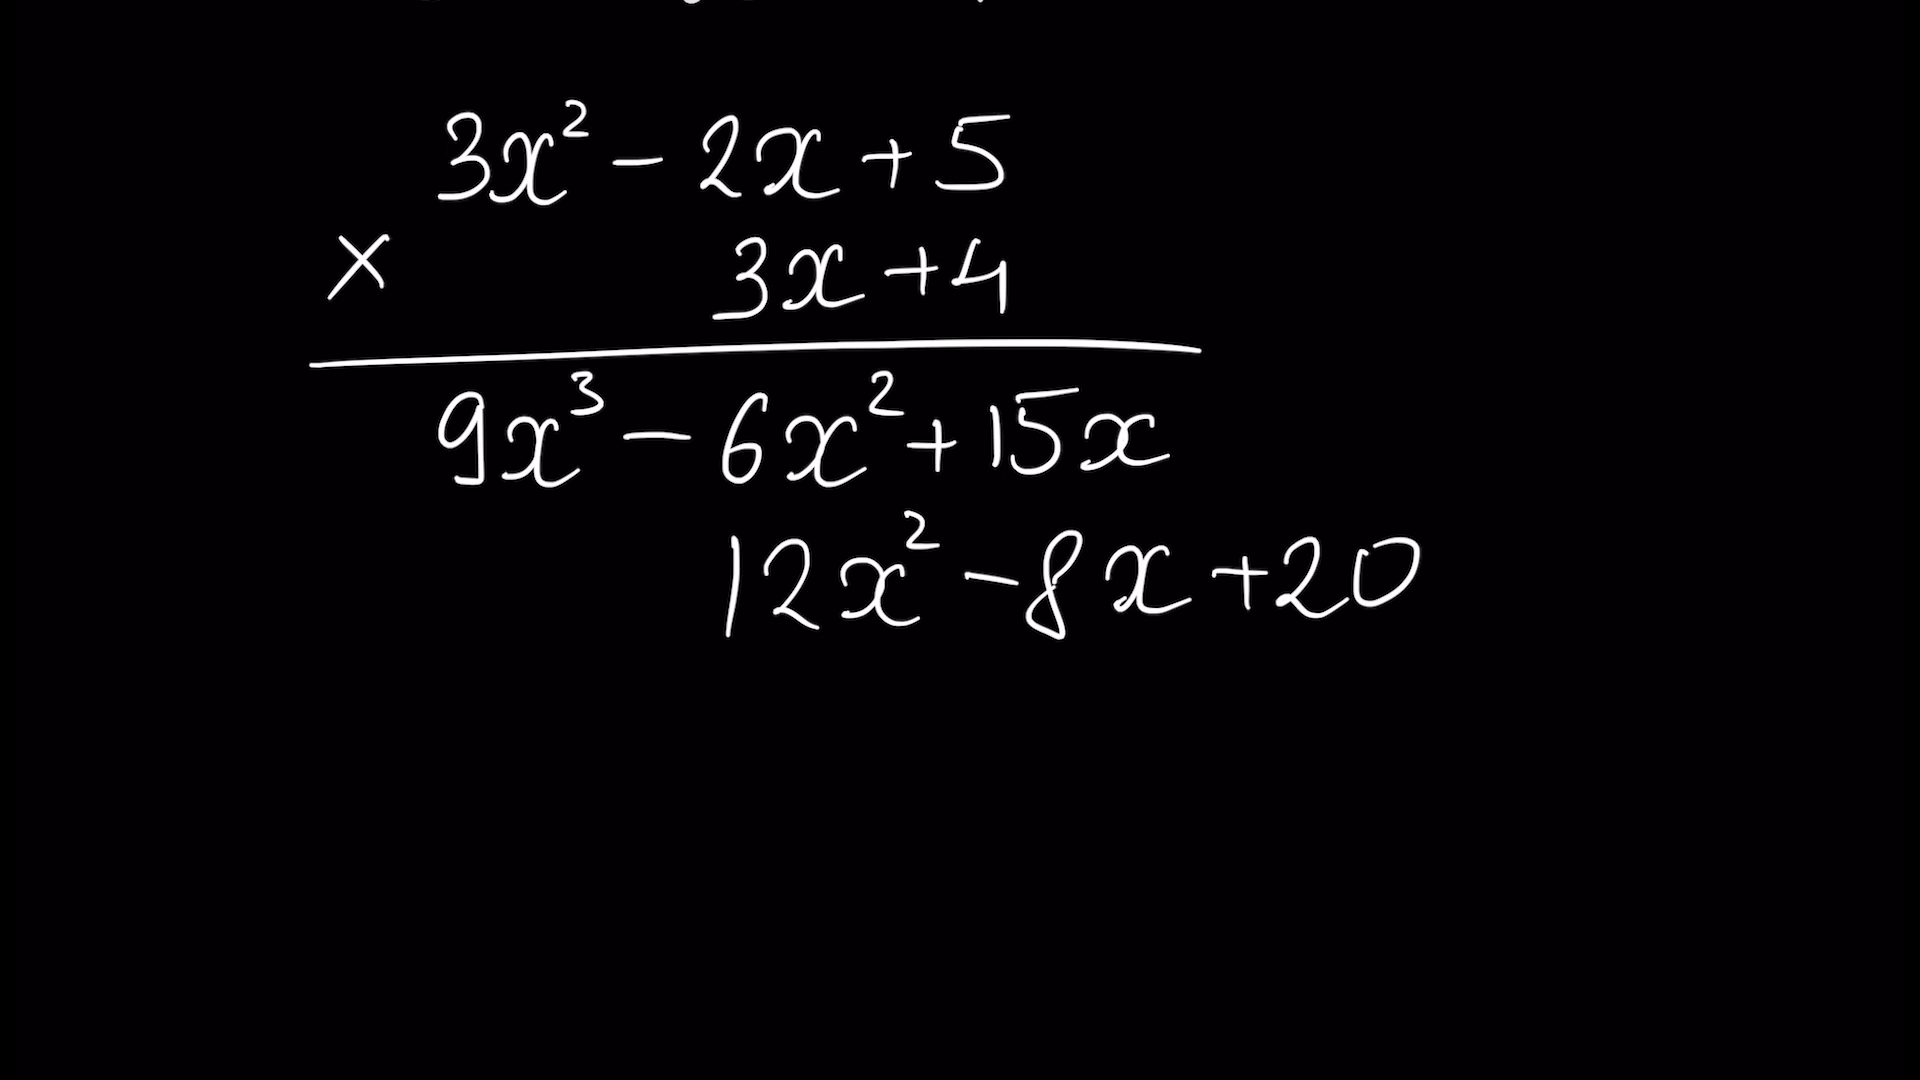 3x² - 2x + 5
× 3x + 4
9x³ - 6x² + 15x
12x² - 8x + 20